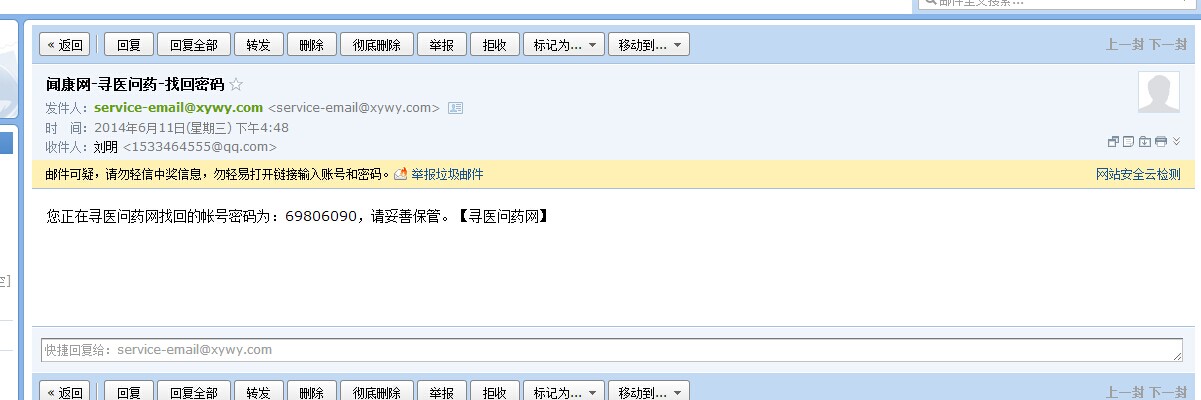 邮件全文搜索...
« 返回 回复 回复全部 转发 删除 彻底删除 举报 拒收 标记为... 移动到... 上一封 下一封
闻康网-寻医问药-找回密码
发件人：service-email@xywy.com <service-email@xywy.com>
时 间：2014年6月11日(星期三) 下午4:48
收件人：刘明 <1533464555@qq.com>
邮件可疑，请勿轻信中奖信息，勿轻易打开链接输入账号和密码。 举报垃圾邮件 网站安全云检测
您正在寻医问药网找回的帐号密码为：69806090，请妥善保管。【寻医问药网】
空]
快捷回复给：service-email@xywy.com
« 返回 回复 回复全部 转发 删除 彻底删除 举报 拒收 标记为... 移动到... 上一封 下一封